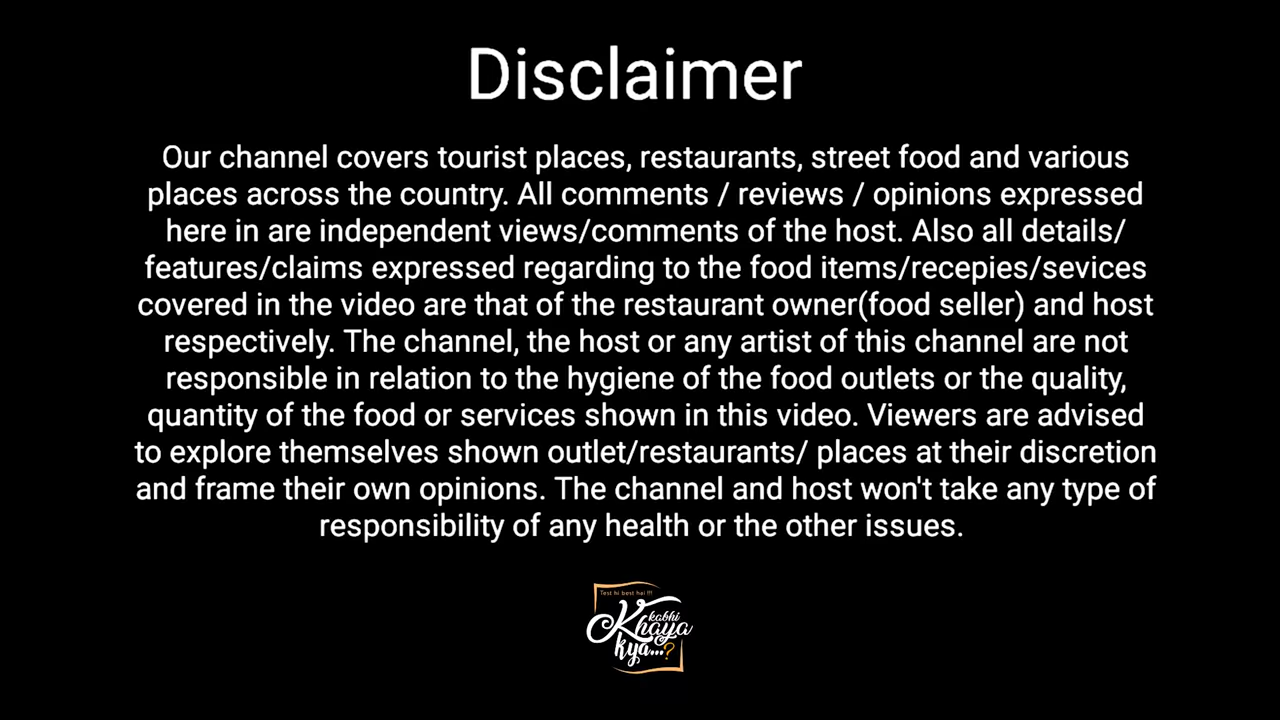 Disclaimer
Our channel covers tourist places, restaurants, street food and various
places across the country. All comments / reviews / opinions expressed
here in are independent views/comments of the host. Also all details/
features/claims expressed regarding to the food items/recepies/sevices
covered in the video are that of the restaurant owner(food seller) and host
respectively. The channel, the host or any artist of this channel are not
responsible in relation to the hygiene of the food outlets or the quality,
quantity of the food or services shown in this video. Viewers are advised
to explore themselves shown outlet/restaurants/ places at their discretion
and frame their own opinions. The channel and host won't take any type of
responsibility of any health or the other issues.
Test hi best hai !!!
kabhi
Khaya
kya...?